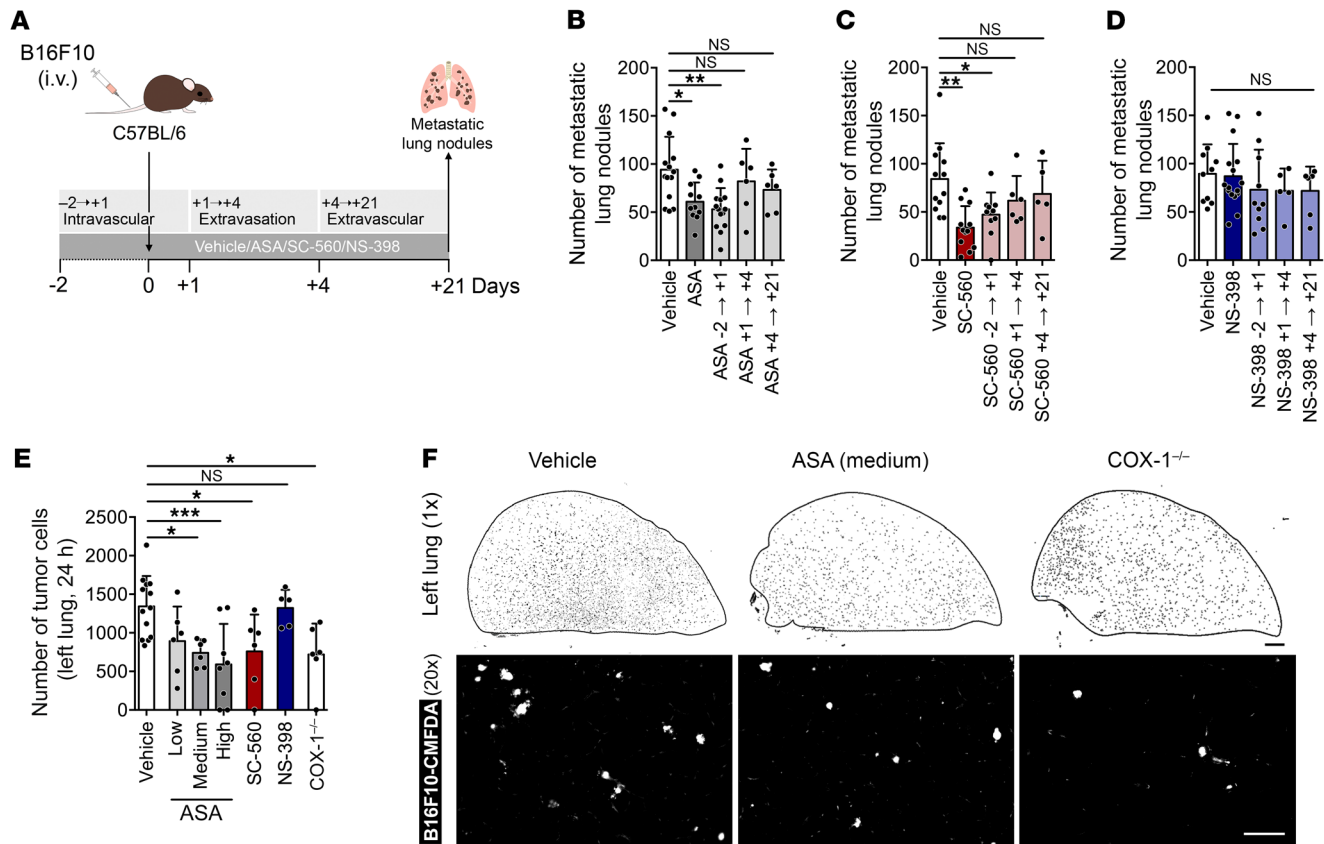 A
B16F10
(i.v.)
C57BL/6
Metastatic
lung nodules
–2→+1
Intravascular
+1→+4
Extravasation
+4→+21
Extravascular
Vehicle/ASA/SC-560/NS-398
-2
0
+1
+4
+21 Days
B
Number of metastatic
lung nodules
200
150
100
50
0
NS
NS
**
*
Vehicle
ASA
ASA -2 → +1
ASA +1 → +4
ASA +4 → +21
C
Number of metastatic
lung nodules
200
150
100
50
0
NS
NS
*
**
Vehicle
SC-560
SC-560 -2 → +1
SC-560 +1 → +4
SC-560 +4 → +21
D
Number of metastatic
lung nodules
200
150
100
50
0
NS
Vehicle
NS-398
NS-398 -2 → +1
NS-398 +1 → +4
NS-398 +4 → +21
E
Number of tumor cells
(left lung, 24 h)
2500
2000
1500
1000
500
0
*
NS
*
***
*
Vehicle
Low
Medium
High
SC-560
NS-398
COX-1–/–
ASA
F
Vehicle
ASA (medium)
COX-1–/–
Left lung (1x)
B16F10-CMFDA (20x)